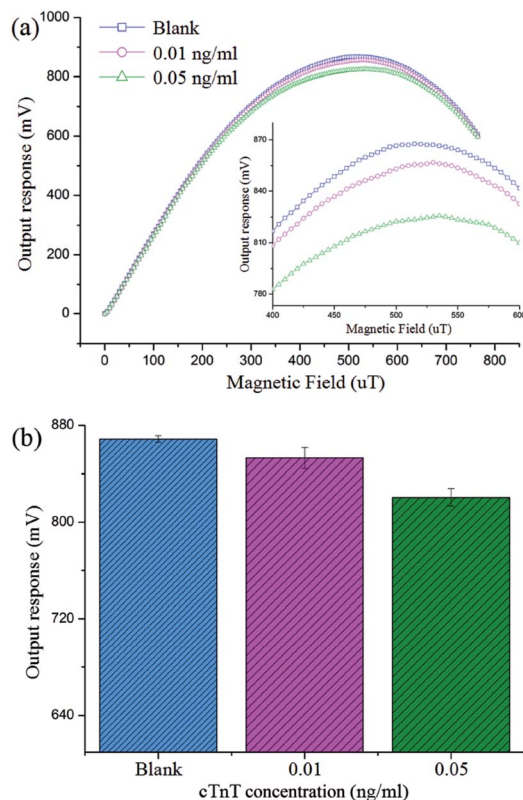 (a)
Blank
0.01 ng/ml
0.05 ng/ml
1000
800
600
400
200
0
Output response (mV)
0 100 200 300 400 500 600 700 800
Magnetic Field (uT)
870
840
810
780
Output response (mV)
400 450 500 550 600
Magnetic Field (uT)
(b)
880
800
720
640
Output response (mV)
Blank 0.01 0.05
cTnT concentration (ng/ml)